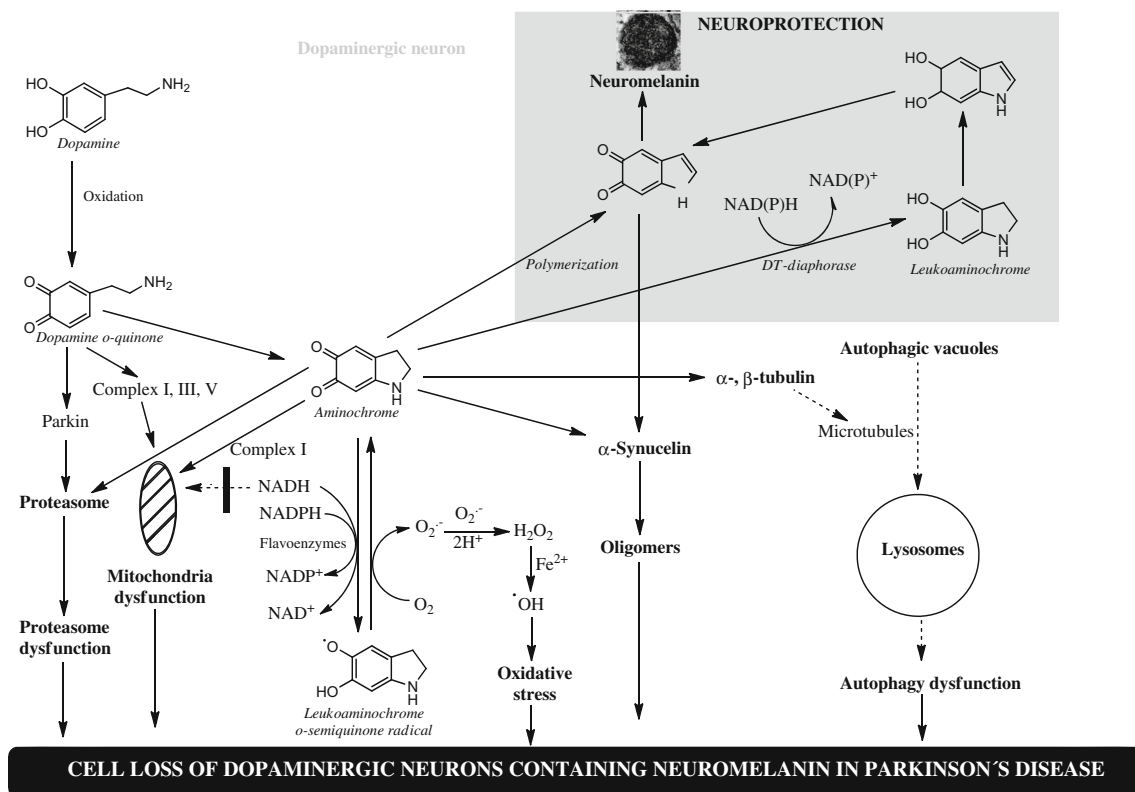 Dopaminergic neuron
NEUROPROTECTION
Neuromelanin
HO
HO
NH2
Dopamine
Oxidation
HO
HO
N
H
O
O
H
NAD(P)H
NAD(P)+
DT-diaphorase
HO
HO
N
H
Leukoaminochrome
Polymerization
O
O
NH2
Dopamine o-quinone
Complex I, III, V
Parkin
Proteasome
Proteasome
dysfunction
Mitochondria
dysfunction
O
O
N
H
Aminochrome
Complex I
NADH
NADPH
Flavoenzymes
NADP+
NAD+
O2·-
O2·-
2H+
H2O2
O2
Fe2+
·OH
Oxidative
stress
·O
HO
N
H
Leukoaminochrome
o-semiquinone radical
α-Synucelin
Oligomers
α-, β-tubulin
Microtubules
Autophagic vacuoles
Lysosomes
Autophagy dysfunction
CELL LOSS OF DOPAMINERGIC NEURONS CONTAINING NEUROMELANIN IN PARKINSON´S DISEASE